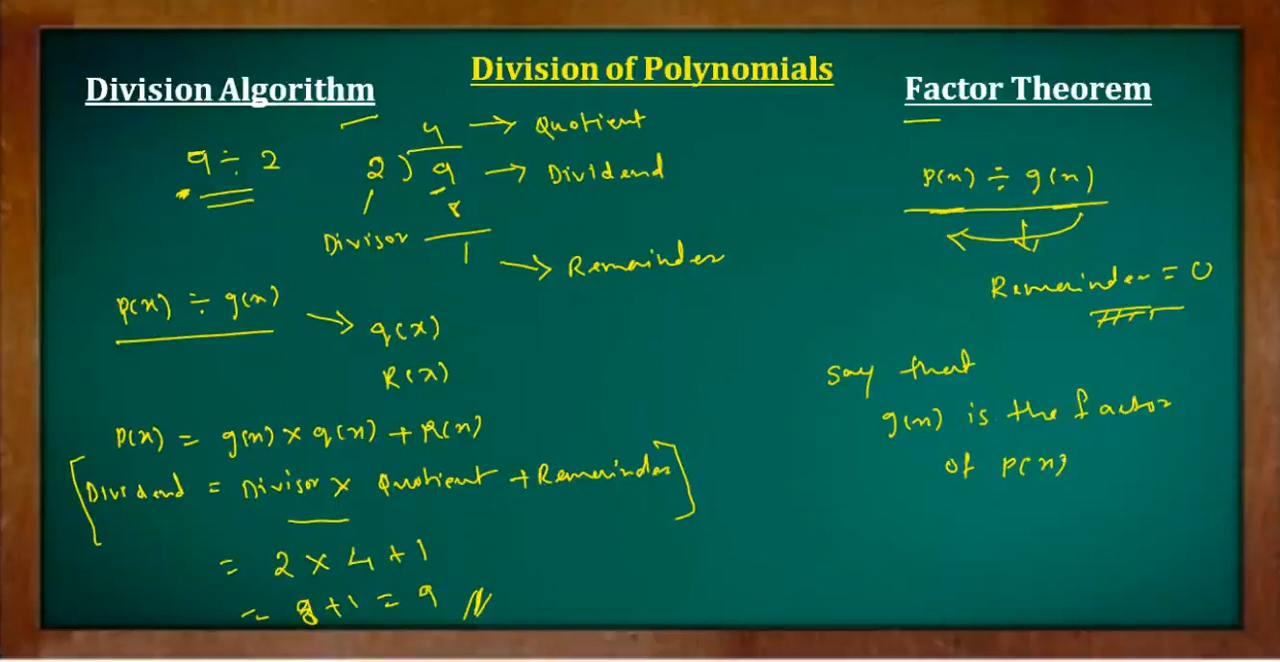 Division of Polynomials
Division Algorithm
9 ÷ 2
4 → Quotient
2 ) 9 → Dividend
8
Divisor
1 → Remainder
p(x) ÷ g(x) → q(x)
R(x)
P(x) = g(x) × q(x) + R(x)
[Dividend = Divisor × Quotient + Remainder]
= 2 × 4 + 1
= 8 + 1 = 9
Factor Theorem
P(x) ÷ g(x)
Remainder = 0
say that
g(x) is the factor
of P(x)